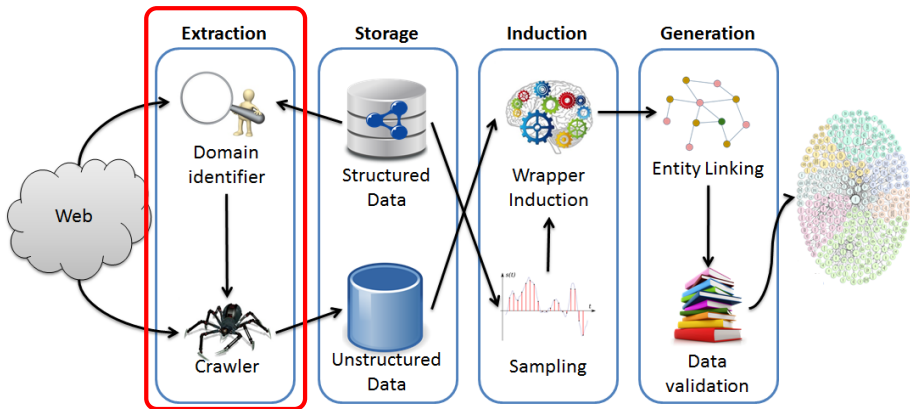 Extraction
Storage
Induction
Generation
Web
Domain
identifier
Crawler
Structured
Data
Unstructured
Data
Wrapper
Induction
x(t)
t
Sampling
Entity Linking
Data
validation